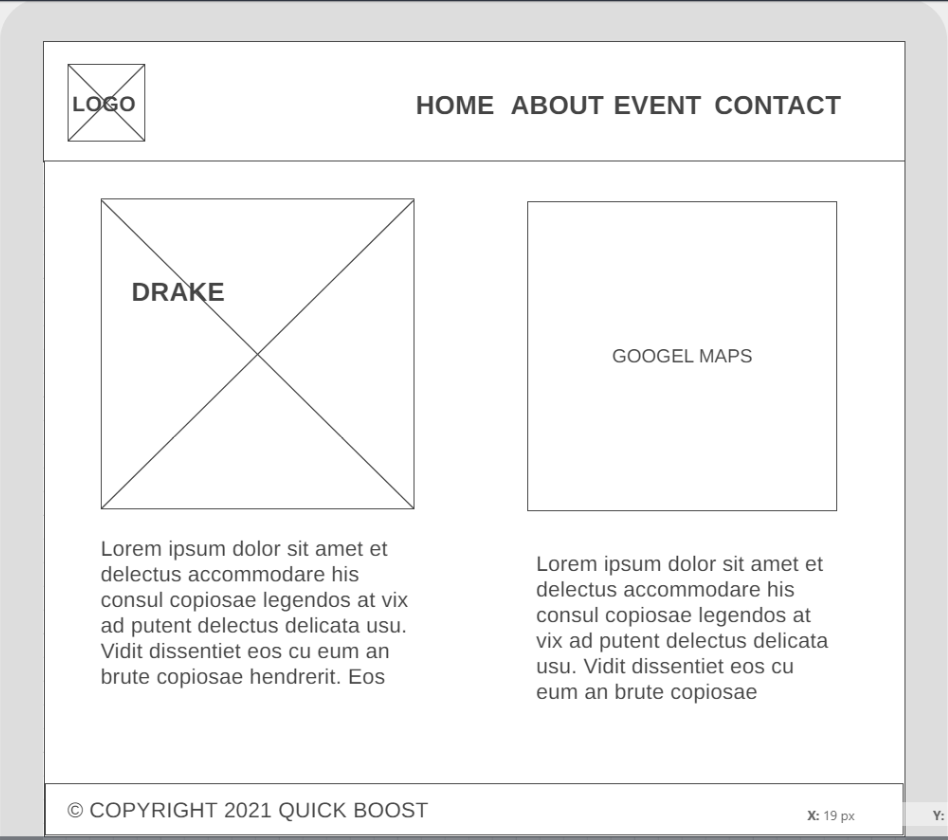 LOGO
HOME ABOUT EVENT CONTACT
DRAKE
GOOGEL MAPS
Lorem ipsum dolor sit amet et
delectus accommodare his
consul copiosae legendos at vix
ad putent delectus delicata usu.
Vidit dissentiet eos cu eum an
brute copiosae hendrerit. Eos
Lorem ipsum dolor sit amet et
delectus accommodare his
consul copiosae legendos at
vix ad putent delectus delicata
usu. Vidit dissentiet eos cu
eum an brute copiosae
© COPYRIGHT 2021 QUICK BOOST
X: 19 px Y: